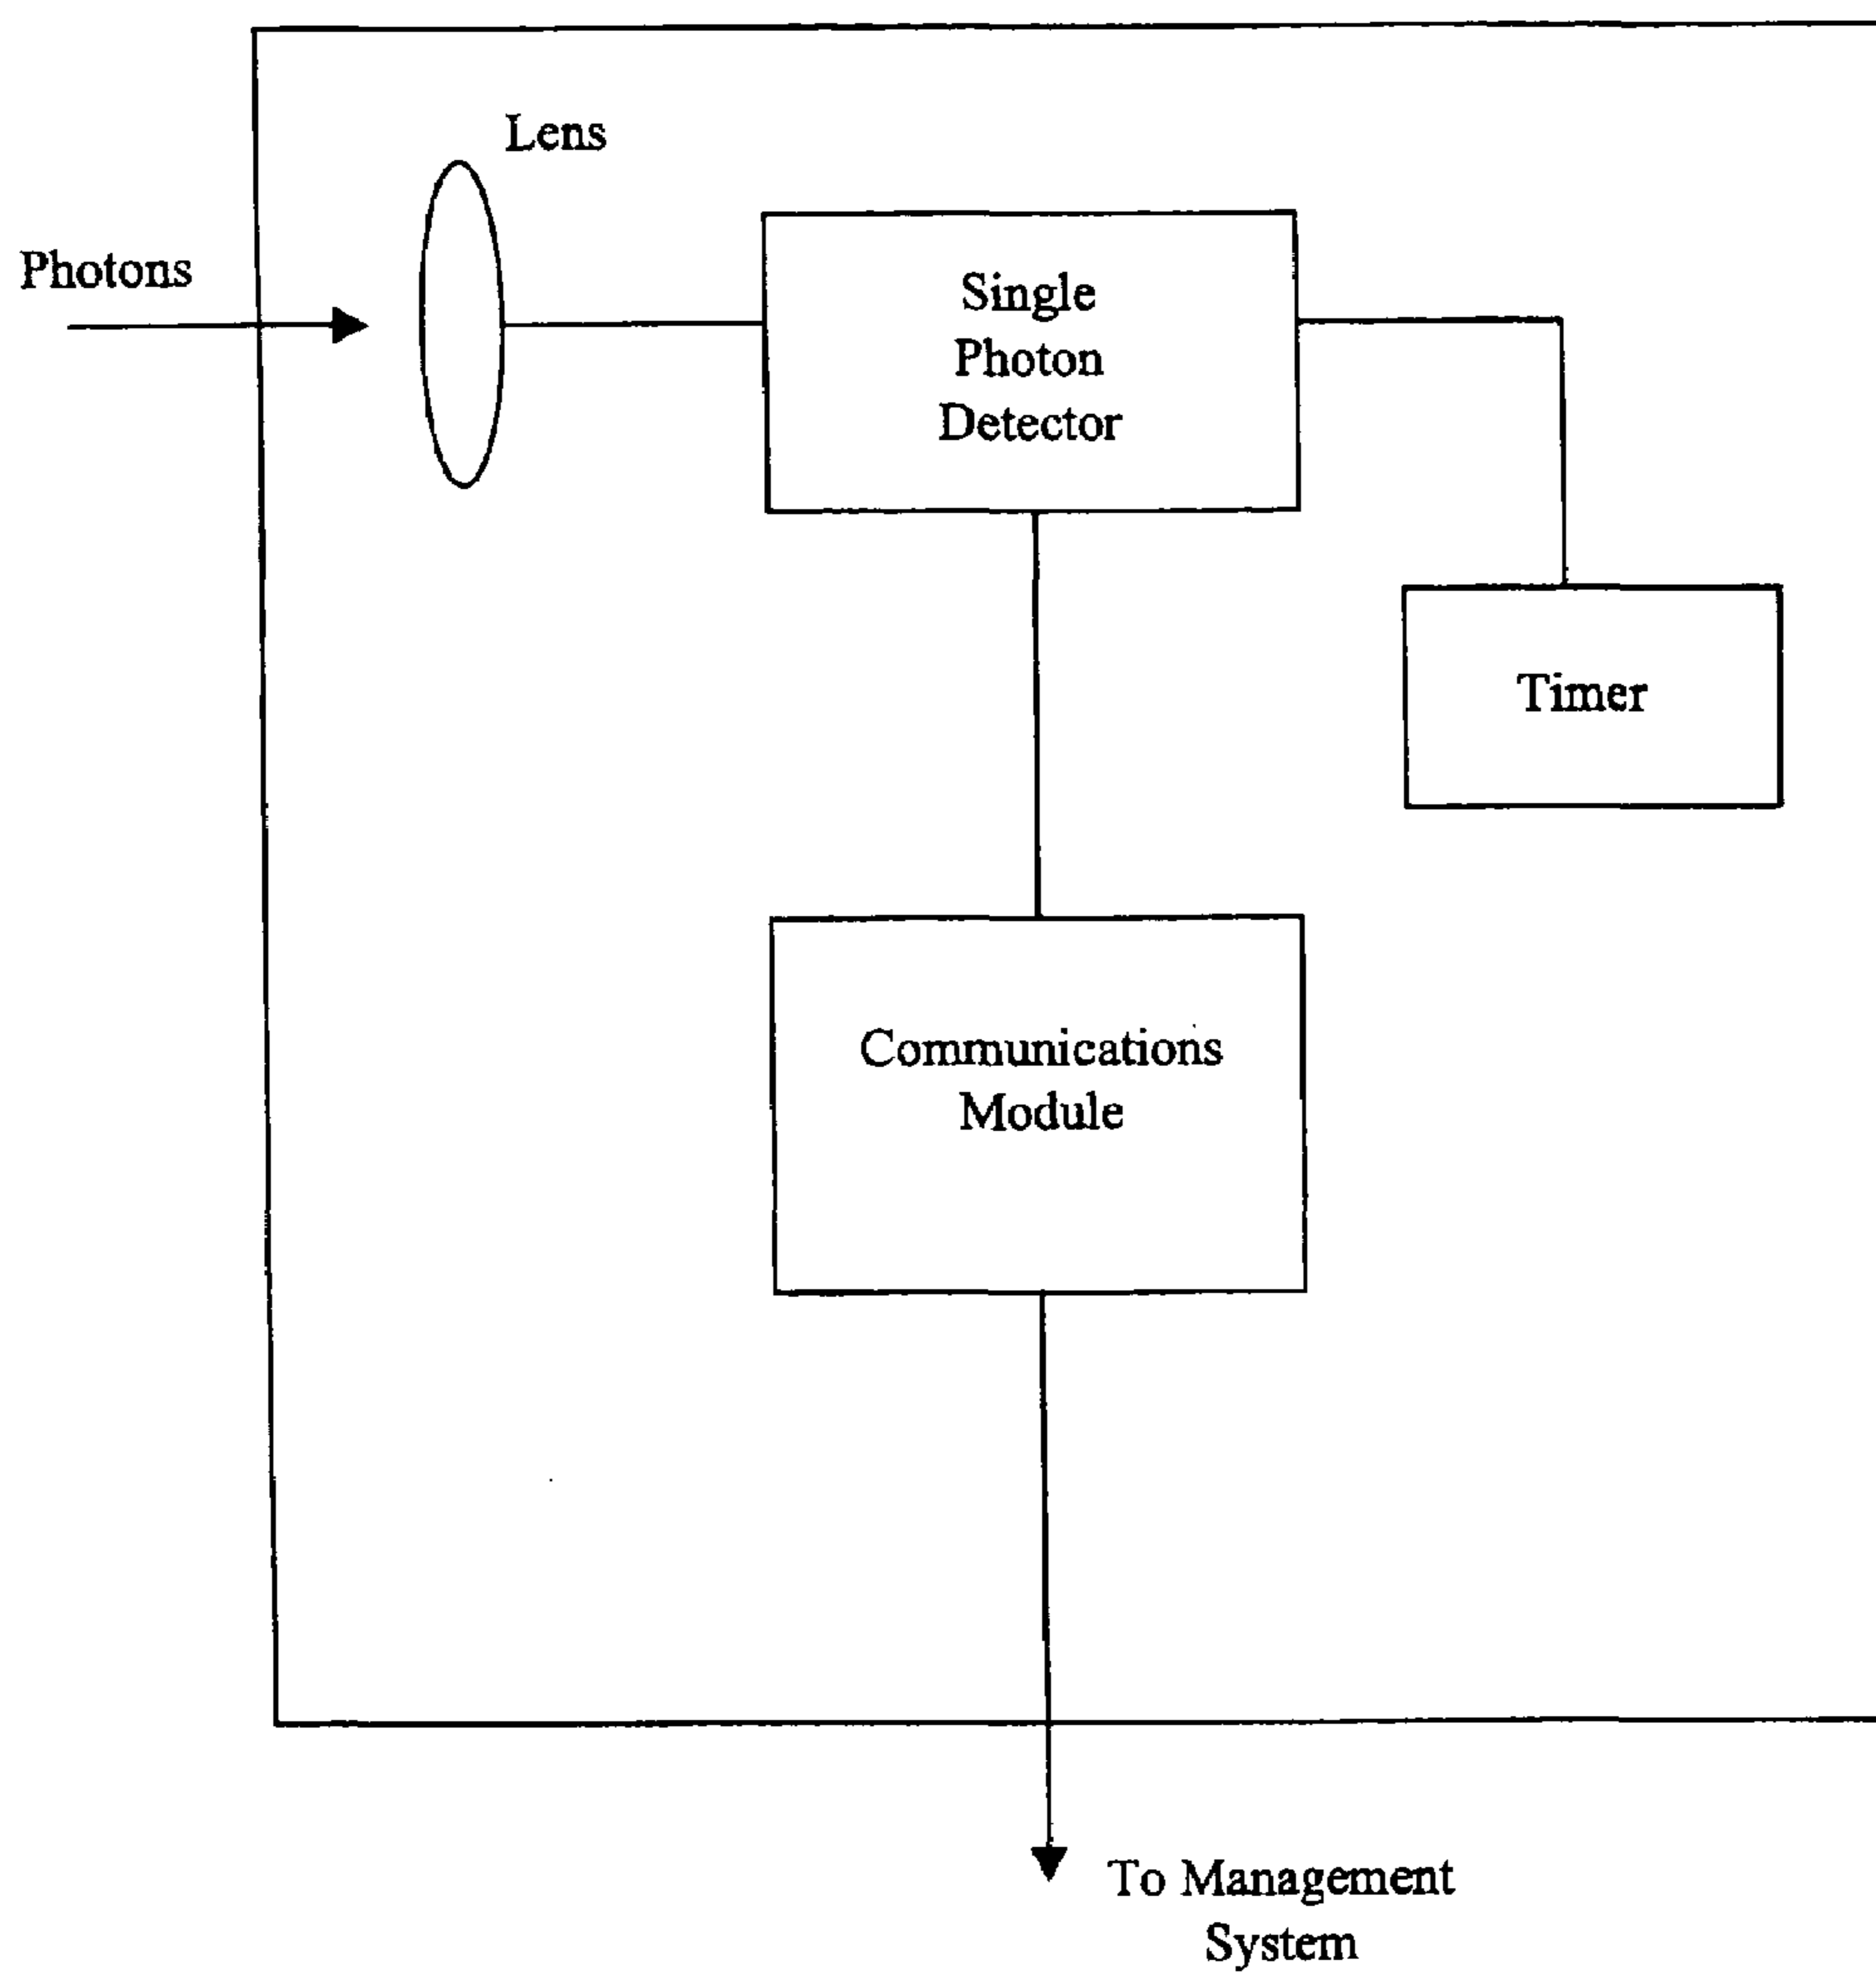 Lens
Photons
Single
Photon
Detector
Timer
Communications
Module
To Management
System